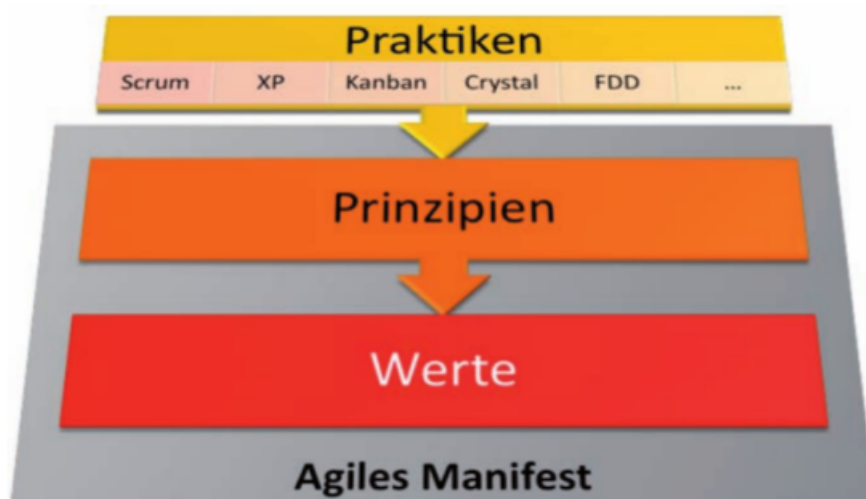 Praktiken
Scrum XP Kanban Crystal FDD ...
Prinzipien
Werte
Agiles Manifest